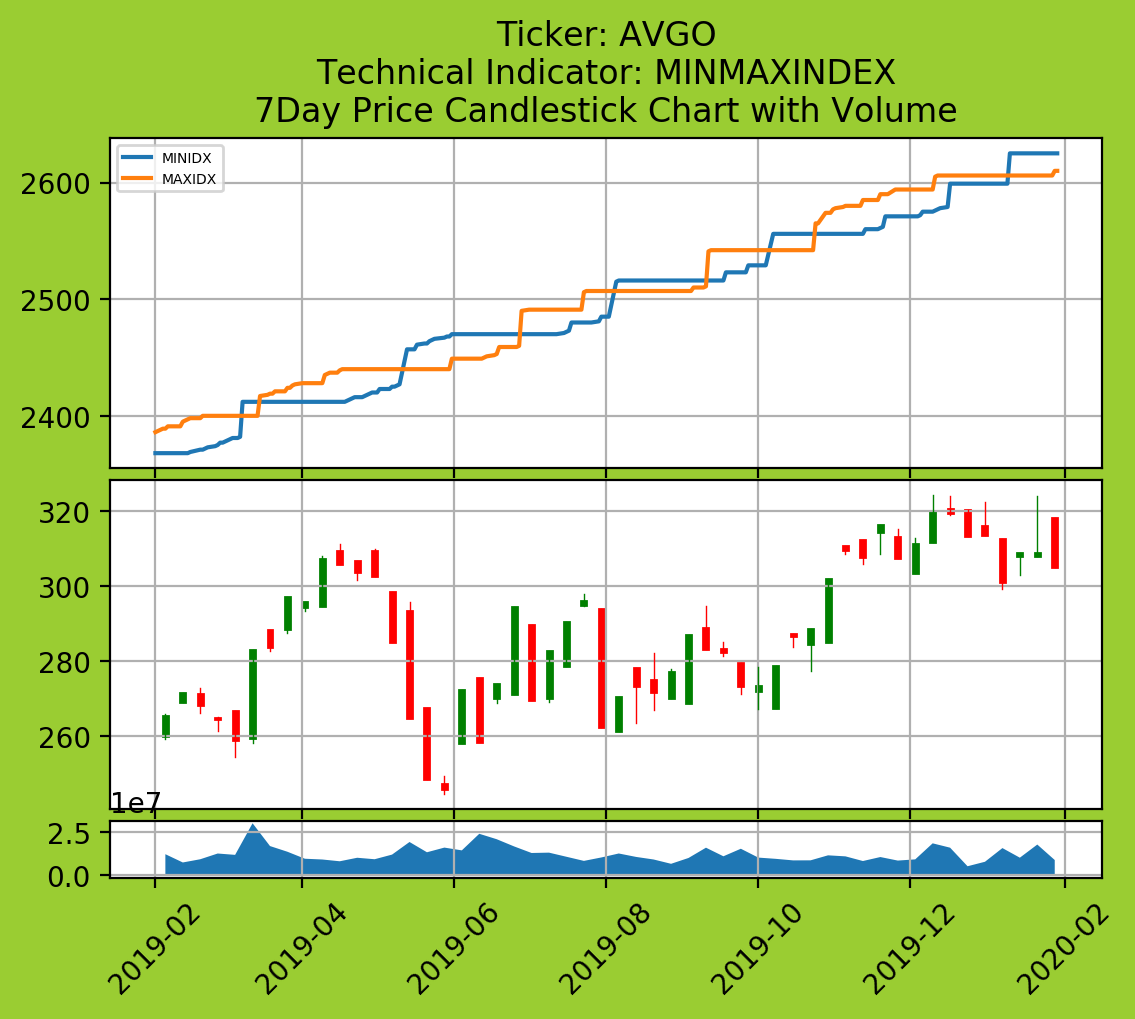 Ticker: AVGO
Technical Indicator: MINMAXINDEX
7Day Price Candlestick Chart with Volume
MINIDX
MAXIDX
2600
2500
2400
320
300
280
260
1e7
2.5
0.0
2019-02
2019-04
2019-06
2019-08
2019-10
2019-12
2020-02